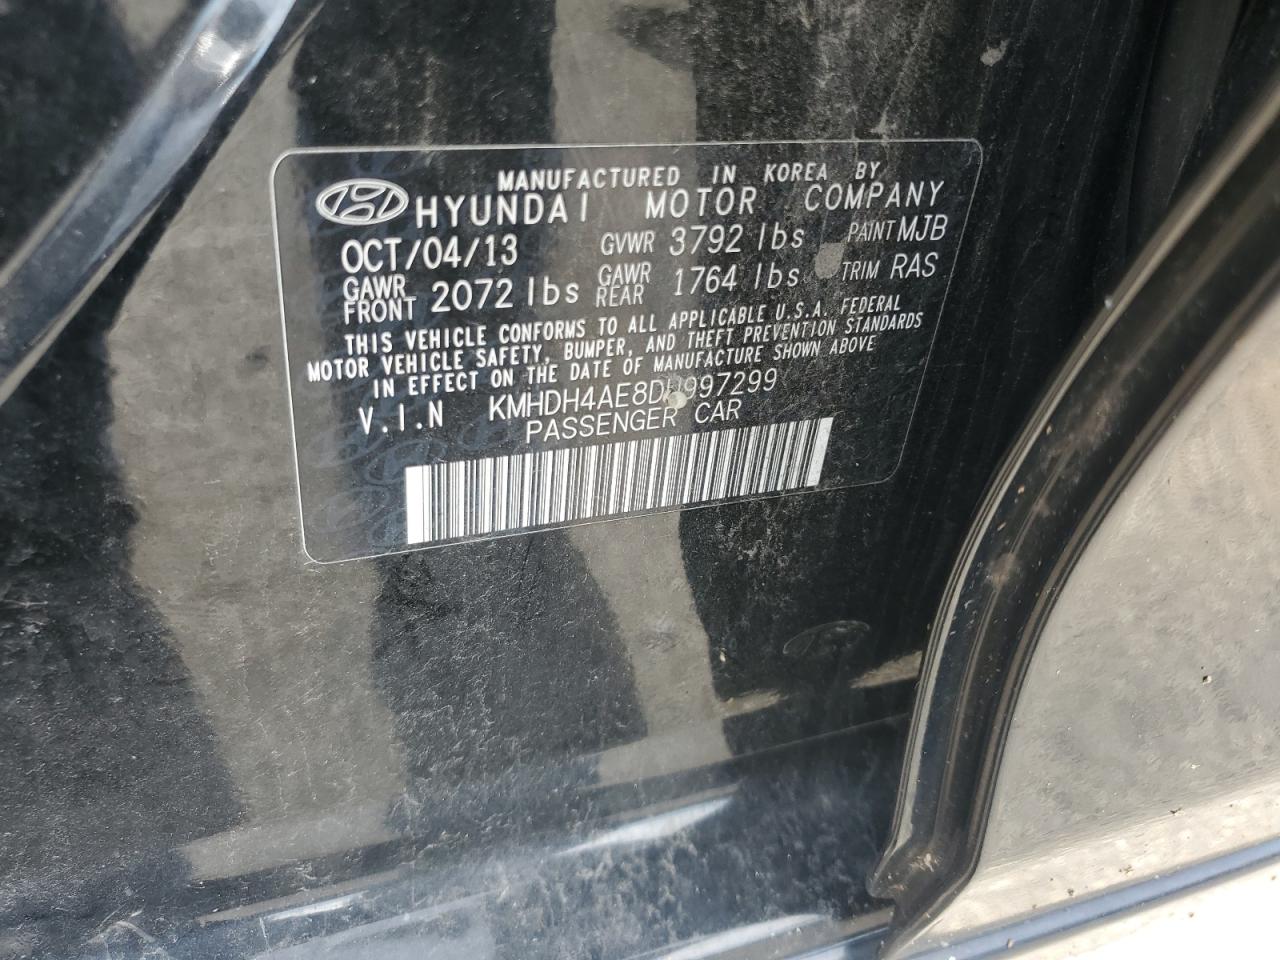 MANUFACTURED IN KOREA BY
HYUNDAI MOTOR COMPANY
OCT/04/13 GVWR 3792 lbs PAINT MJB
GAWR FRONT 2072 lbs GAWR REAR 1764 lbs TRIM RAS
THIS VEHICLE CONFORMS TO ALL APPLICABLE U.S.A. FEDERAL
MOTOR VEHICLE SAFETY, BUMPER, AND THEFT PREVENTION STANDARDS
IN EFFECT ON THE DATE OF MANUFACTURE SHOWN ABOVE
V.I.N KMHDH4AE8DU997299
PASSENGER CAR